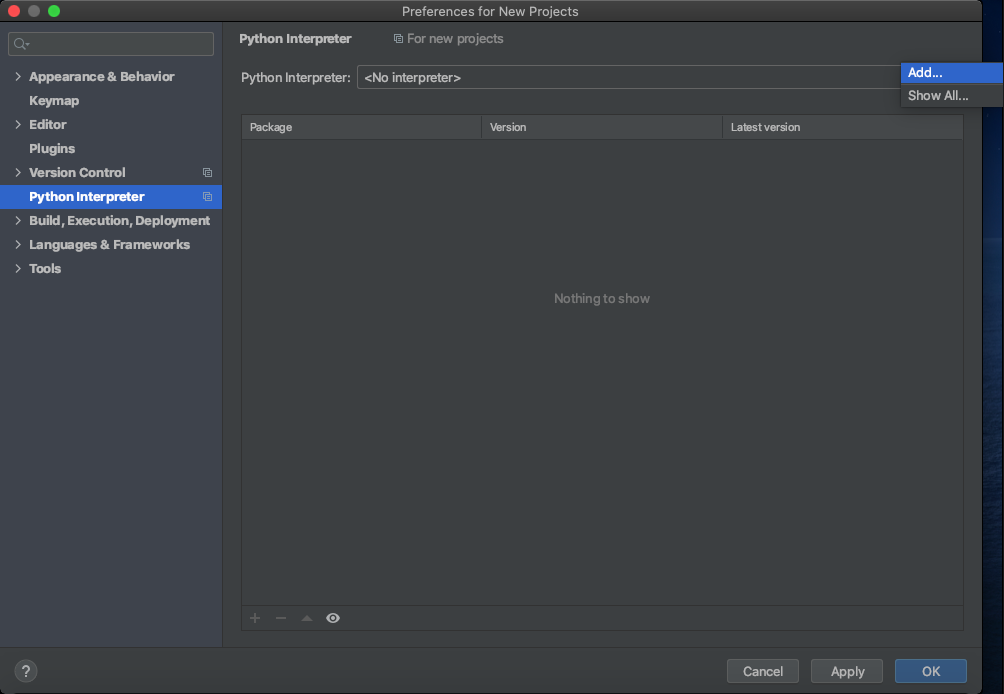 Preferences for New Projects
Python Interpreter
For new projects
Appearance & Behavior
Keymap
Editor
Plugins
Version Control
Python Interpreter
Build, Execution, Deployment
Languages & Frameworks
Tools
Python Interpreter: <No interpreter>
Add...
Show All...
Package Version Latest version
Nothing to show
?
Cancel Apply OK